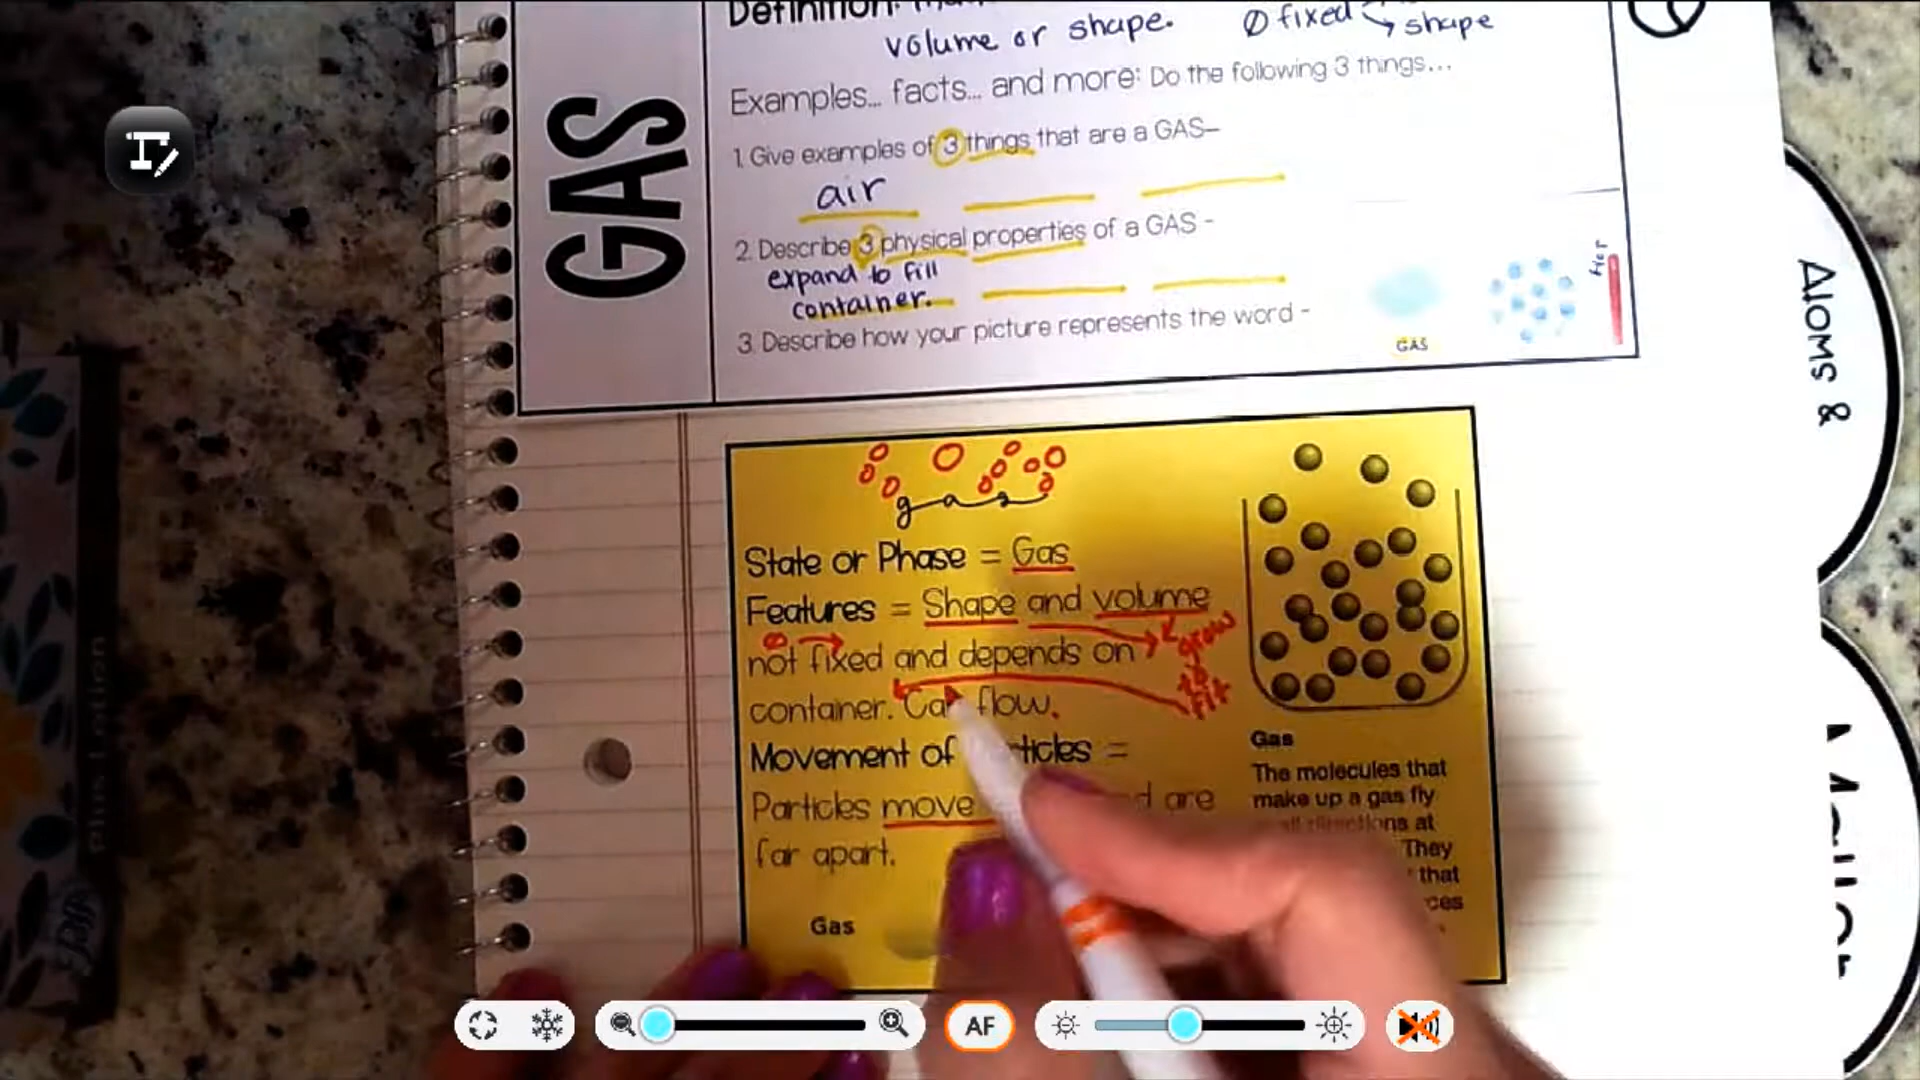 Definition:
volume or shape. Ø fixed → shape
Examples... facts... and more: Do the following 3 things...
1. Give examples of 3 things that are a GAS-
air
2. Describe 3 physical properties of a GAS -
expand to fill
container.
3. Describe how your picture represents the word -
GAS
GAS
gas
State or Phase = Gas
Features = Shape and volume
not fixed and depends on
grow
to
fit
container. Can flow.
Movement of
Particles move are
far apart.
Gas
Gas
The molecules that
make up a gas fly
directions at
They
that
Atoms &
Matter
AF